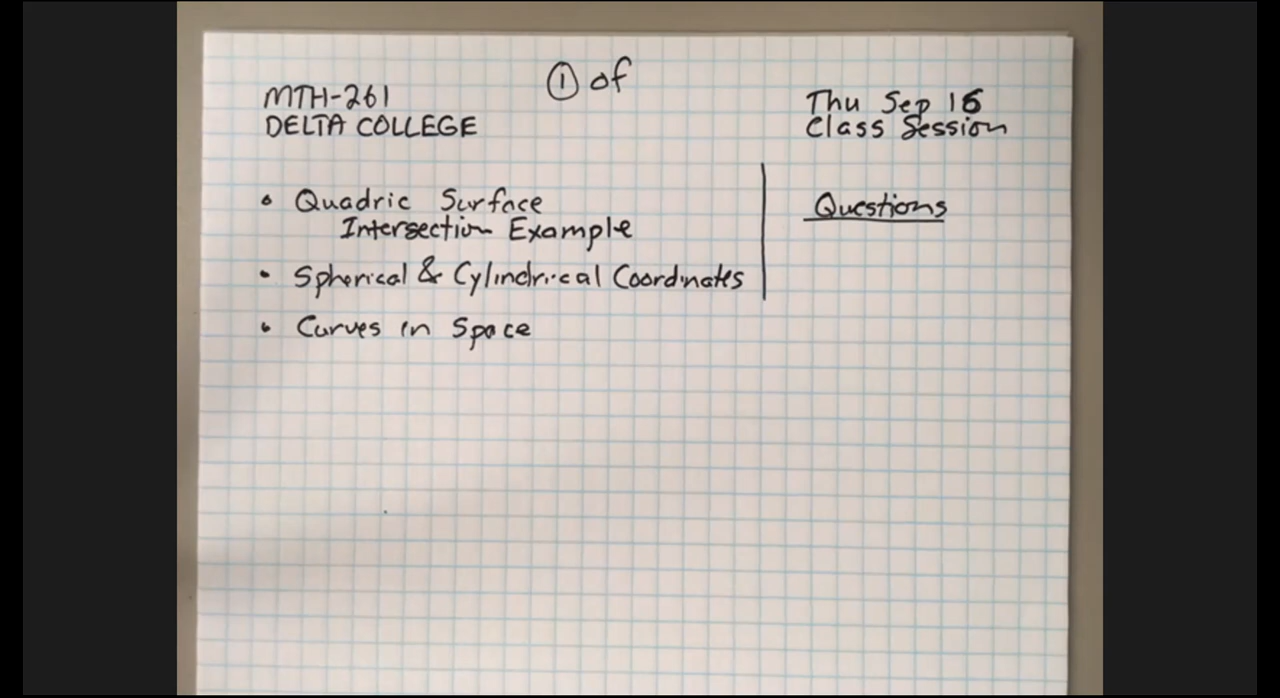 ① of
MTH-261
DELTA COLLEGE
Thu Sep 16
Class Session
• Quadric Surface
Intersection Example
• Spherical & Cylindrical Coordinates
• Curves in Space
Questions